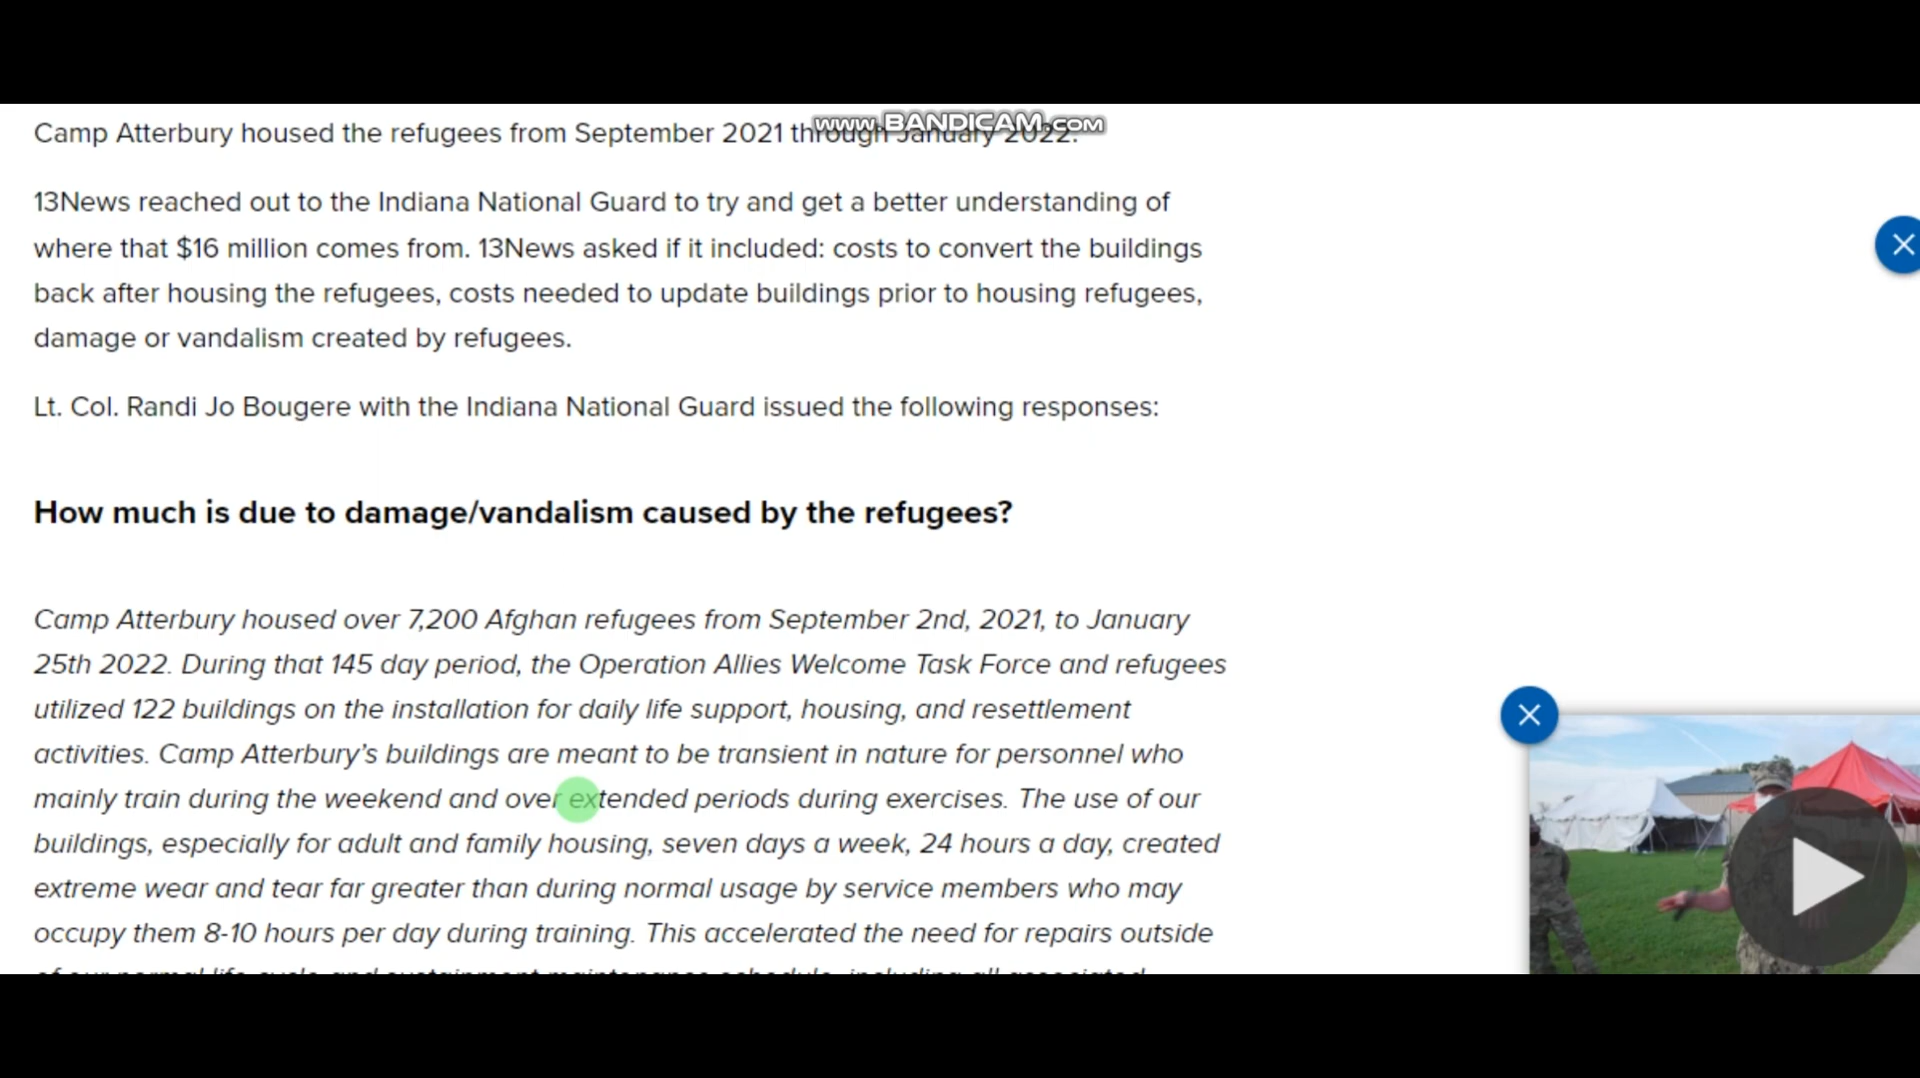 www.BANDICAM.com
Camp Atterbury housed the refugees from September 2021 through January 2022.
13News reached out to the Indiana National Guard to try and get a better understanding of
where that $16 million comes from. 13News asked if it included: costs to convert the buildings
back after housing the refugees, costs needed to update buildings prior to housing refugees,
damage or vandalism created by refugees.
Lt. Col. Randi Jo Bougere with the Indiana National Guard issued the following responses:
How much is due to damage/vandalism caused by the refugees?
Camp Atterbury housed over 7,200 Afghan refugees from September 2nd, 2021, to January
25th 2022. During that 145 day period, the Operation Allies Welcome Task Force and refugees
utilized 122 buildings on the installation for daily life support, housing, and resettlement
activities. Camp Atterbury’s buildings are meant to be transient in nature for personnel who
mainly train during the weekend and over extended periods during exercises. The use of our
buildings, especially for adult and family housing, seven days a week, 24 hours a day, created
extreme wear and tear far greater than during normal usage by service members who may
occupy them 8-10 hours per day during training. This accelerated the need for repairs outside